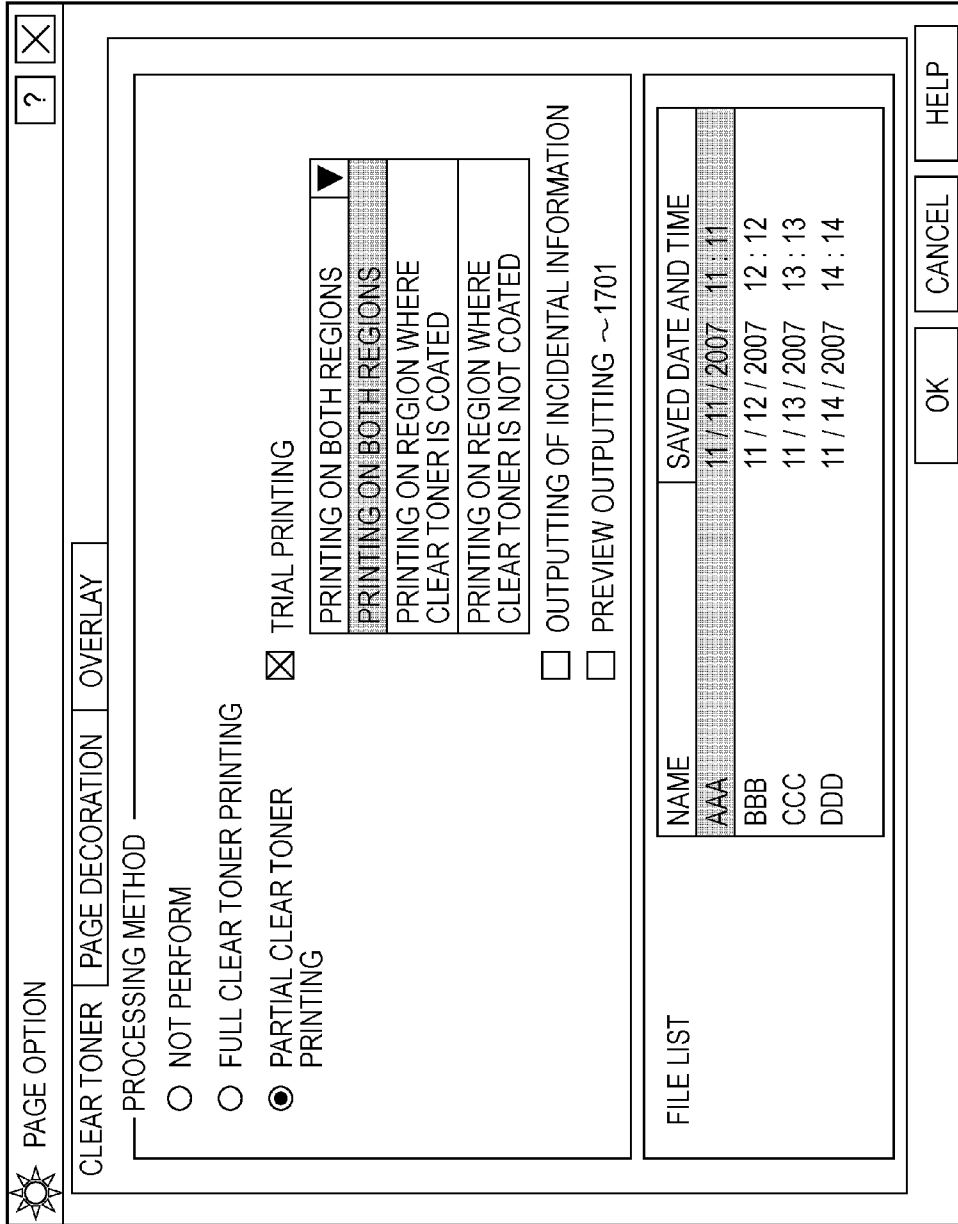 PAGE OPTION
?
CLEAR TONER
PAGE DECORATION
OVERLAY
PROCESSING METHOD
NOT PERFORM
FULL CLEAR TONER PRINTING
PARTIAL CLEAR TONER
PRINTING
TRIAL PRINTING
PRINTING ON BOTH REGIONS
PRINTING ON BOTH REGIONS
PRINTING ON REGION WHERE
CLEAR TONER IS COATED
PRINTING ON REGION WHERE
CLEAR TONER IS NOT COATED
OUTPUTTING OF INCIDENTAL INFORMATION
PREVIEW OUTPUTTING ~1701
FILE LIST
NAME SAVED DATE AND TIME
AAA 11 / 11 / 2007 11 : 11
BBB 11 / 12 / 2007 12 : 12
CCC 11 / 13 / 2007 13 : 13
DDD 11 / 14 / 2007 14 : 14
OK
CANCEL
HELP